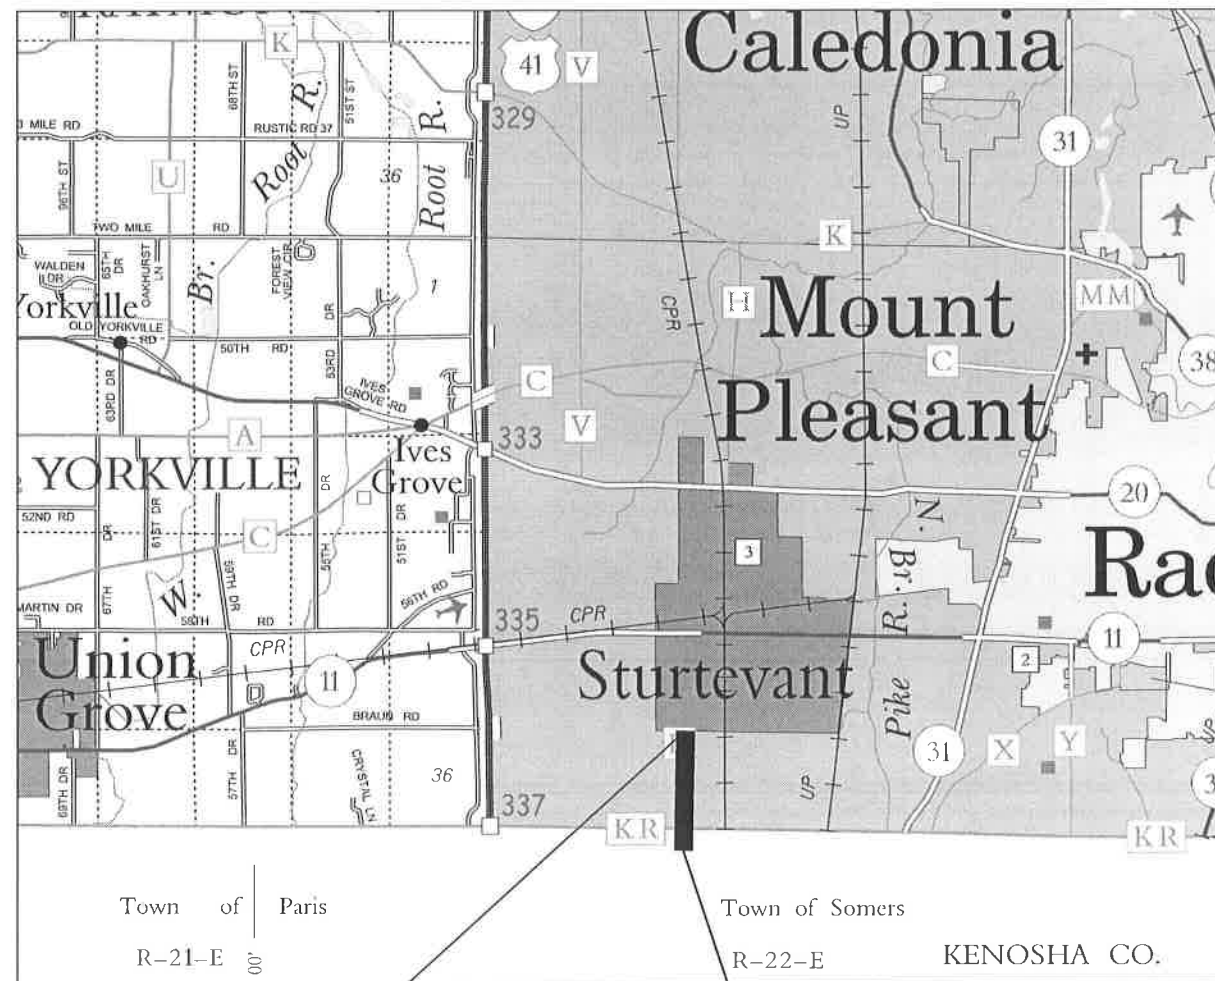 Caledonia
K
41
V
68TH ST
51ST ST
R.
R.
329
UP
MILE RD
RUSTIC RD 37
31
96TH ST
U
Root
36
Root
TWO MILE RD
K
WALDEN DR
65TH DR
OAKHURST LN
Br.
FOREST VIEW CIR
1
CPR
H
MM
Yorkville
OLD YORKVILLE RD
50TH RD
DR
53RD
Mount
38
63RD DR
IVES GROVE RD
C
C
Pleasant
A
V
333
YORKVILLE
Ives
Grove
DR
20
52ND RD
DR
61ST DR
51ST DR
N.
C
55TH
3
Br.
Rac
67TH
59TH DR
W.
56TH RD
MARTIN DR
58TH RD
335
CPR
R.
11
Union
Grove
CPR
11
Sturtevant
2
Pike
BRAUN RD
31
X
Y
57TH DR
69TH DR
CRYSTAL LN
36
337
UP
KR
KR
Town of Paris
Town of Somers
R-21-E
00'
R-22-E
KENOSHA CO.